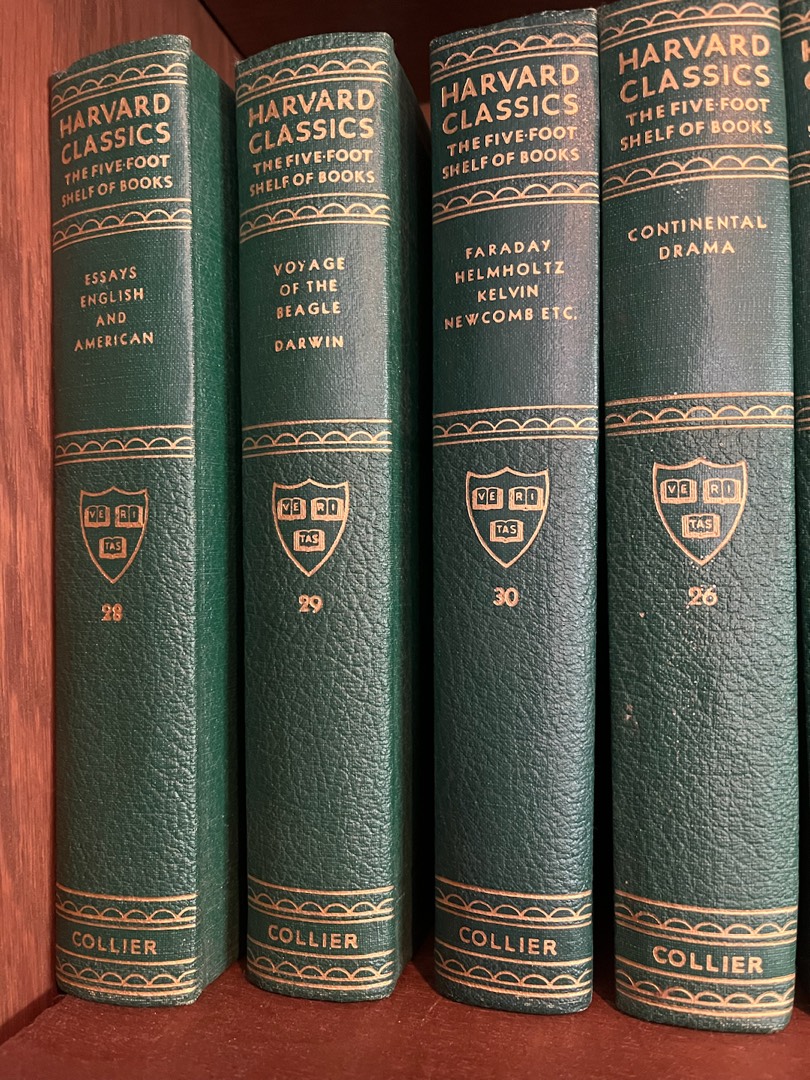 HARVARD
CLASSICS
THE FIVE-FOOT
SHELF OF BOOKS
ESSAYS
ENGLISH
AND
AMERICAN
VE RI
TAS
28
COLLIER
HARVARD
CLASSICS
THE FIVE-FOOT
SHELF OF BOOKS
VOYAGE
OF THE
BEAGLE
DARWIN
VE RI
TAS
29
COLLIER
HARVARD
CLASSICS
THE FIVE-FOOT
SHELF OF BOOKS
FARADAY
HELMHOLTZ
KELVIN
NEWCOMB ETC.
VE RI
TAS
30
COLLIER
HARVARD
CLASSICS
THE FIVE-FOOT
SHELF OF BOOKS
CONTINENTAL
DRAMA
VE RI
TAS
26
COLLIER